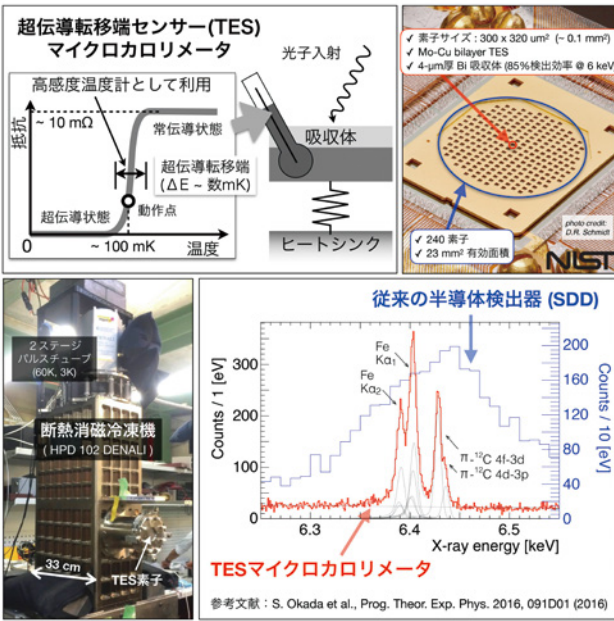 超伝導転移端センサー(TES)
マイクロカロリメータ
高感度温度計として利用
抵抗
~ 10 mΩ
常伝導状態
超伝導転移端
(ΔE ~ 数mK)
動作点
超伝導状態
0
~ 100 mK
温度
光子入射
吸収体
ヒートシンク
✓ 素子サイズ : 300 x 320 um² (~ 0.1 mm²)
✓ Mo-Cu bilayer TES
✓ 4-μm厚 Bi 吸収体 (85%検出効率 @ 6 keV
✓ 240 素子
✓ 23 mm² 有効面積
photo credit:
D.R. Schmidt
NIST
2ステージ
パルスチューブ
(60K, 3K)
断熱消磁冷凍機
( HPD 102 DENALI )
33 cm
TES素子
従来の半導体検出器 (SDD)
Counts / 1 [eV]
400
300
200
100
0
Fe
Kα₁
Fe
Kα₂
π-¹²C 4f-3d
π-¹²C 4d-3p
200
160
120
80
40
0
Counts / 10 [eV]
6.3
6.4
6.5
X-ray energy [keV]
TESマイクロカロリメータ
参考文献 : S. Okada et al., Prog. Theor. Exp. Phys. 2016, 091D01 (2016)